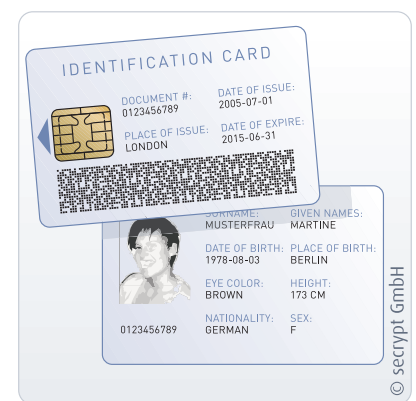 IDENTIFICATION CARD
DOCUMENT #:
0123456789
DATE OF ISSUE:
2005-07-01
PLACE OF ISSUE:
LONDON
DATE OF EXPIRE:
2015-06-31
SURNAME:
MUSTERFRAU
GIVEN NAMES:
MARTINE
DATE OF BIRTH:
1978-08-03
PLACE OF BIRTH:
BERLIN
EYE COLOR:
BROWN
HEIGHT:
173 CM
NATIONALITY:
GERMAN
SEX:
F
0123456789
© secrypt GmbH